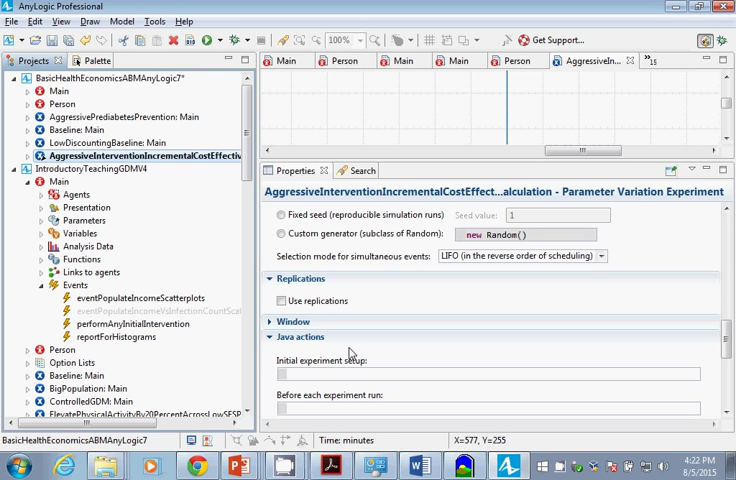 AnyLogic Professional
File Edit View Draw Model Tools Help
100% Get Support...
Projects Palette
BasicHealthEconomicsABMAnyLogic7*
Main
Person
AggressivePrediabetesPrevention: Main
Baseline: Main
LowDiscountingBaseline: Main
AggressiveInterventionIncrementalCostEffectiv
IntroductoryTeachingGDMV4
Main
Agents
Presentation
Parameters
Variables
Analysis Data
Functions
Links to agents
Events
eventPopulateIncomeScatterplots
eventPopulateIncomeVsInfectionCountScat
performAnyInitialIntervention
reportForHistograms
Person
Option Lists
Baseline: Main
BigPopulation: Main
ControlledGDM: Main
ElevatePhysicalActivityBy20PercentAcrossLowSESP
Main Person Main Main Person AggressiveIn... »15
Properties Search
AggressiveInterventionIncrementalCostEffect...alculation - Parameter Variation Experiment
Fixed seed (reproducible simulation runs) Seed value: 1
Custom generator (subclass of Random): new Random()
Selection mode for simultaneous events: LIFO (in the reverse order of scheduling)
Replications
Use replications
Window
Java actions
Initial experiment setup:
Before each experiment run:
BasicHealthEconomicsABMAnyLogic7 Time: minutes X=577, Y=255
4:22 PM
8/5/2015